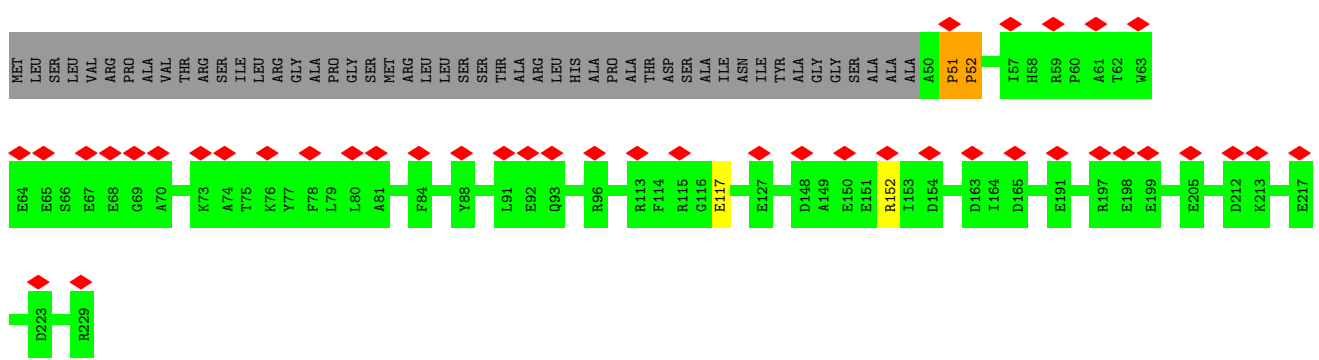 MET LEU SER LEU VAL ARG PRO ALA VAL THR ARG SER ILE LEU ARG GLY ALA PRO GLY SER MET ARG LEU LEU SER SER THR ALA ARG LEU HIS ALA PRO ALA THR ASP SER ALA ILE ASN ILE TYR ALA GLY GLY SER ALA ALA ALA A50 P51 P52 I57 H58 R59 P60 A61 T62 W63
E64 E65 S66 E67 E68 G69 A70 K73 A74 T75 K76 Y77 F78 L79 L80 A81 F84 Y88 L91 E92 Q93 R96 R113 F114 R115 G116 E117 E127 D148 A149 E150 E151 R152 I153 D154 D163 I164 D165 E191 R197 E198 E199 E205 D212 K213 E217
D223 R229